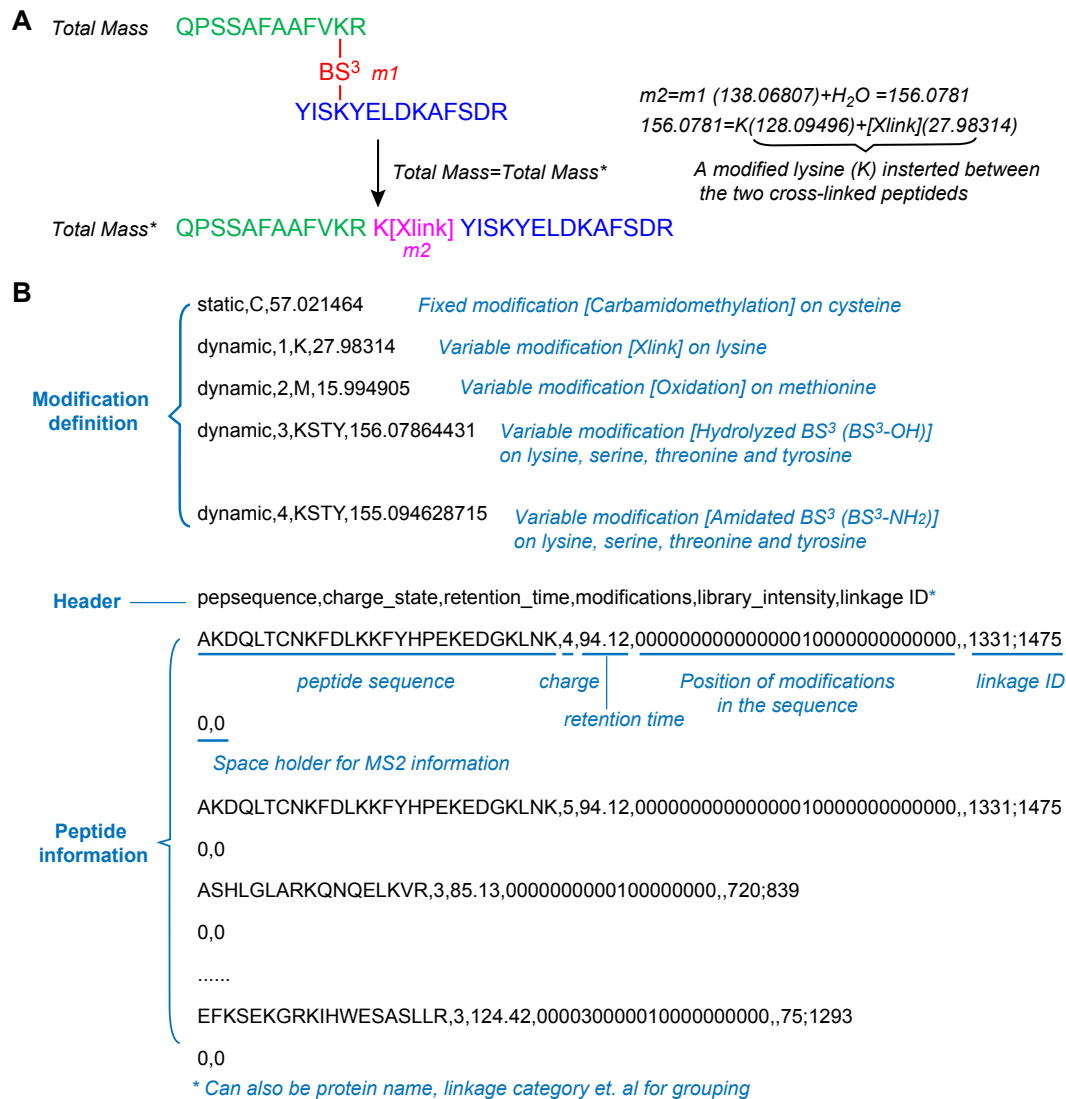 A
Total Mass QPSSAFAAFVKR
BS³ m1
YISKYELDKAFSDR
m2=m1 (138.06807)+H₂O =156.0781
156.0781=K(128.09496)+[Xlink](27.98314)
A modified lysine (K) insterted between
the two cross-linked peptideds
Total Mass=Total Mass*
Total Mass* QPSSAFAAFVKR K[Xlink] YISKYELDKAFSDR
m2
B
Modification
definition
static,C,57.021464 Fixed modification [Carbamidomethylation] on cysteine
dynamic,1,K,27.98314 Variable modification [Xlink] on lysine
dynamic,2,M,15.994905 Variable modification [Oxidation] on methionine
dynamic,3,KSTY,156.07864431 Variable modification [Hydrolyzed BS³ (BS³-OH)]
on lysine, serine, threonine and tyrosine
dynamic,4,KSTY,155.094628715 Variable modification [Amidated BS³ (BS³-NH₂)]
on lysine, serine, threonine and tyrosine
Header pepsequence,charge_state,retention_time,modifications,library_intensity,linkage ID*
Peptide
information
AKDQLTCNKFDLKKFYHPEKEDGKLNK,4,94.12,000000000000000100000000000000,,1331;1475
peptide sequence charge Position of modifications linkage ID
in the sequence
retention time
0,0
Space holder for MS2 information
AKDQLTCNKFDLKKFYHPEKEDGKLNK,5,94.12,000000000000000100000000000000,,1331;1475
0,0
ASHLGLARKQNQELKVR,3,85.13,0000000000100000000,,720;839
0,0
......
EFKSEKGRKIHWESASLLR,3,124.42,000030000010000000000,,75;1293
0,0
* Can also be protein name, linkage category et. al for grouping